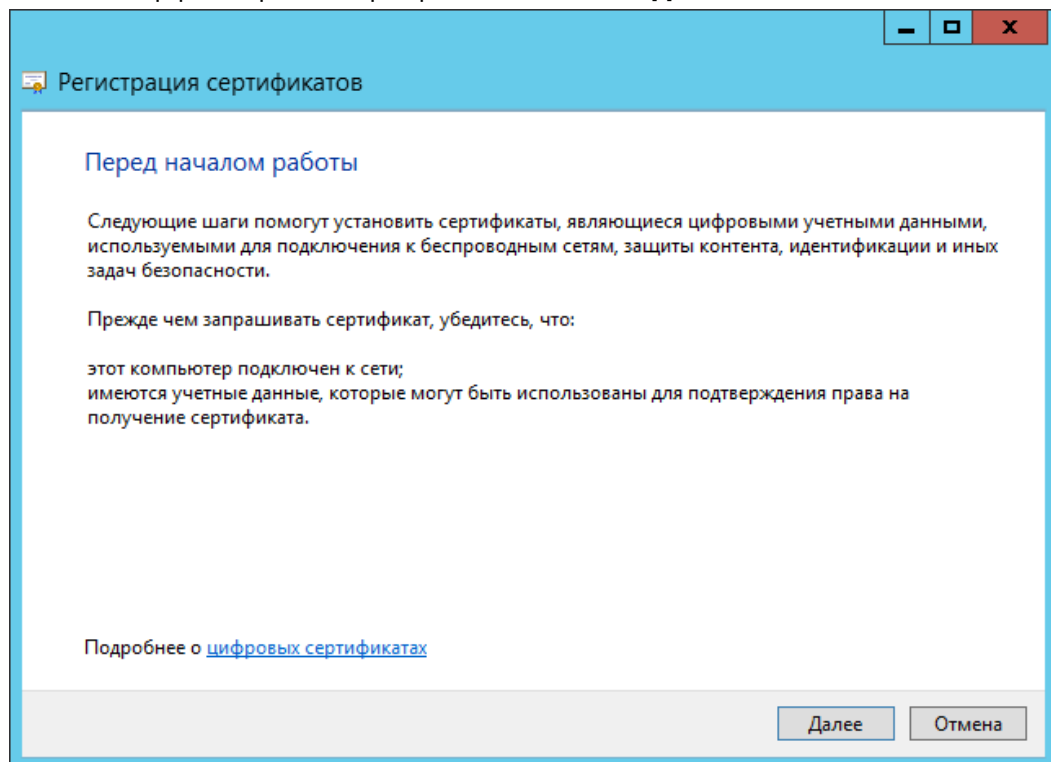 Регистрация сертификатов
Перед началом работы
Следующие шаги помогут установить сертификаты, являющиеся цифровыми учетными данными,
используемыми для подключения к беспроводным сетям, защиты контента, идентификации и иных
задач безопасности.
Прежде чем запрашивать сертификат, убедитесь, что:
этот компьютер подключен к сети;
имеются учетные данные, которые могут быть использованы для подтверждения права на
получение сертификата.
Подробнее о цифровых сертификатах
Далее
Отмена